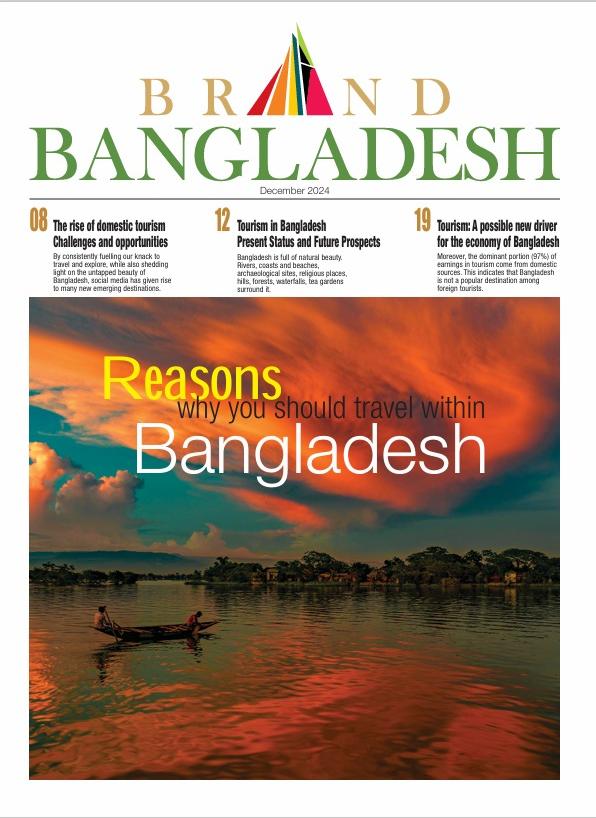 BRAND
BANGLADESH
December 2024
08
The rise of domestic tourism
Challenges and opportunities
By consistently fuelling our knack to
travel and explore, while also shedding
light on the untapped beauty of
Bangladesh, social media has given rise
to many new emerging destinations.
12
Tourism in Bangladesh
Present Status and Future Prospects
Bangladesh is full of natural beauty.
Rivers, coasts and beaches,
archaeological sites, religious places,
hills, forests, waterfalls, tea gardens
surround it.
19
Tourism: A possible new driver
for the economy of Bangladesh
Moreover, the dominant portion (97%) of
earnings in tourism come from domestic
sources. This indicates that Bangladesh
is not a popular destination among
foreign tourists.
Reasons
why you should travel within
Bangladesh